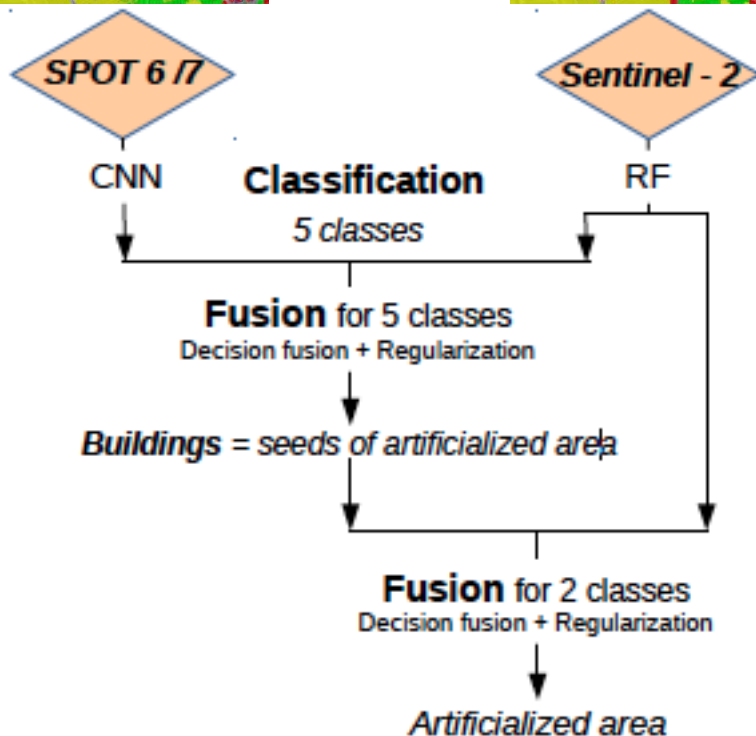 SPOT 6 /7
Sentinel - 2
CNN
Classification
RF
5 classes
Fusion for 5 classes
Decision fusion + Regularization
Buildings = seeds of artificialized area
Fusion for 2 classes
Decision fusion + Regularization
Artificialized area